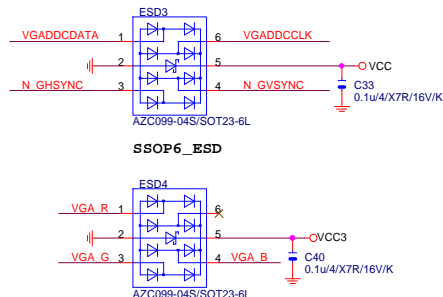 ESD3
VGADDCDATA 1 6 VGADDCCLK
2 5 VCC
N_GHSYNC 3 4 N_GVSYNC
C33
0.1u/4/X7R/16V/K
AZC099-04S/SOT23-6L
SSOP6_ESD
ESD4
VGA_R 1 6
2 5 VCC3
VGA_G 3 4 VGA_B
C40
0.1u/4/X7R/16V/K
AZC099-04S/SOT23-6L